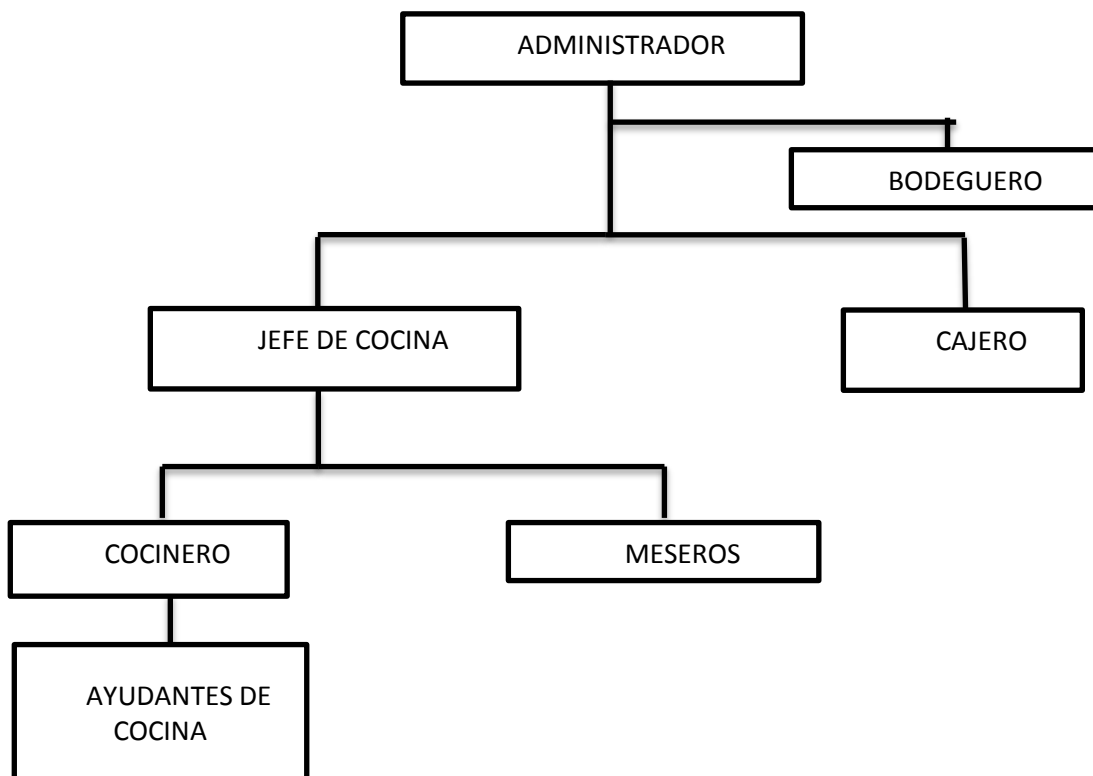 ADMINISTRADOR
BODEGUERO
JEFE DE COCINA
CAJERO
COCINERO
MESEROS
AYUDANTES DE
COCINA